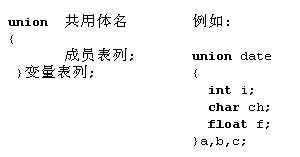 union 共用体名
{
成员表列;
}变量表列;
例如:
union date
{
int i;
char ch;
float f;
}a,b,c;